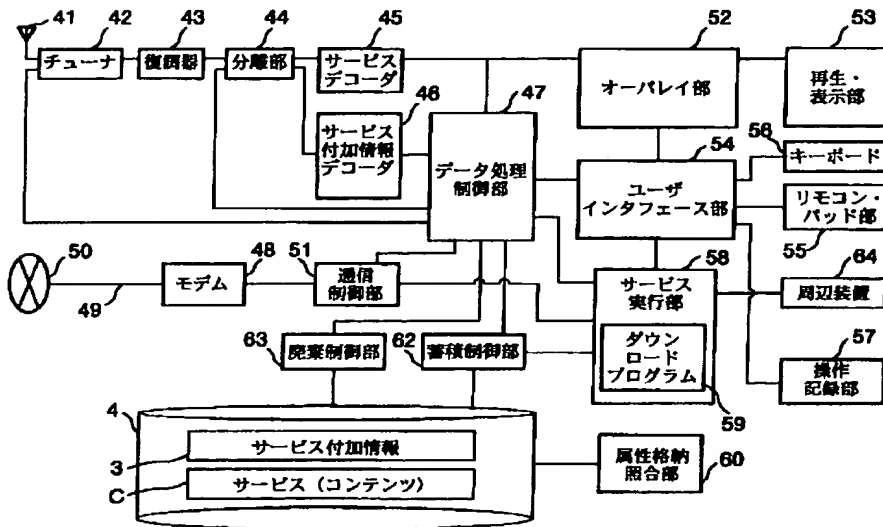 41
42
43
44
45
52
53
チューナ
復調器
分離部
サービス
デコーダ
オーバレイ部
再生・
表示部
46
47
サービス
付加情報
デコーダ
データ処理
制御部
54
ユーザ
インタフェース部
56
キーボード
リモコン・
パッド部
55
50
49
48
モデム
51
通信
制御部
58
サービス
実行部
ダウン
ロード
プログラム
59
64
周辺装置
57
操作
記録部
63
廃棄制御部
62
蓄積制御部
4
サービス付加情報
3
サービス(コンテンツ)
C
属性格納
照合部
60